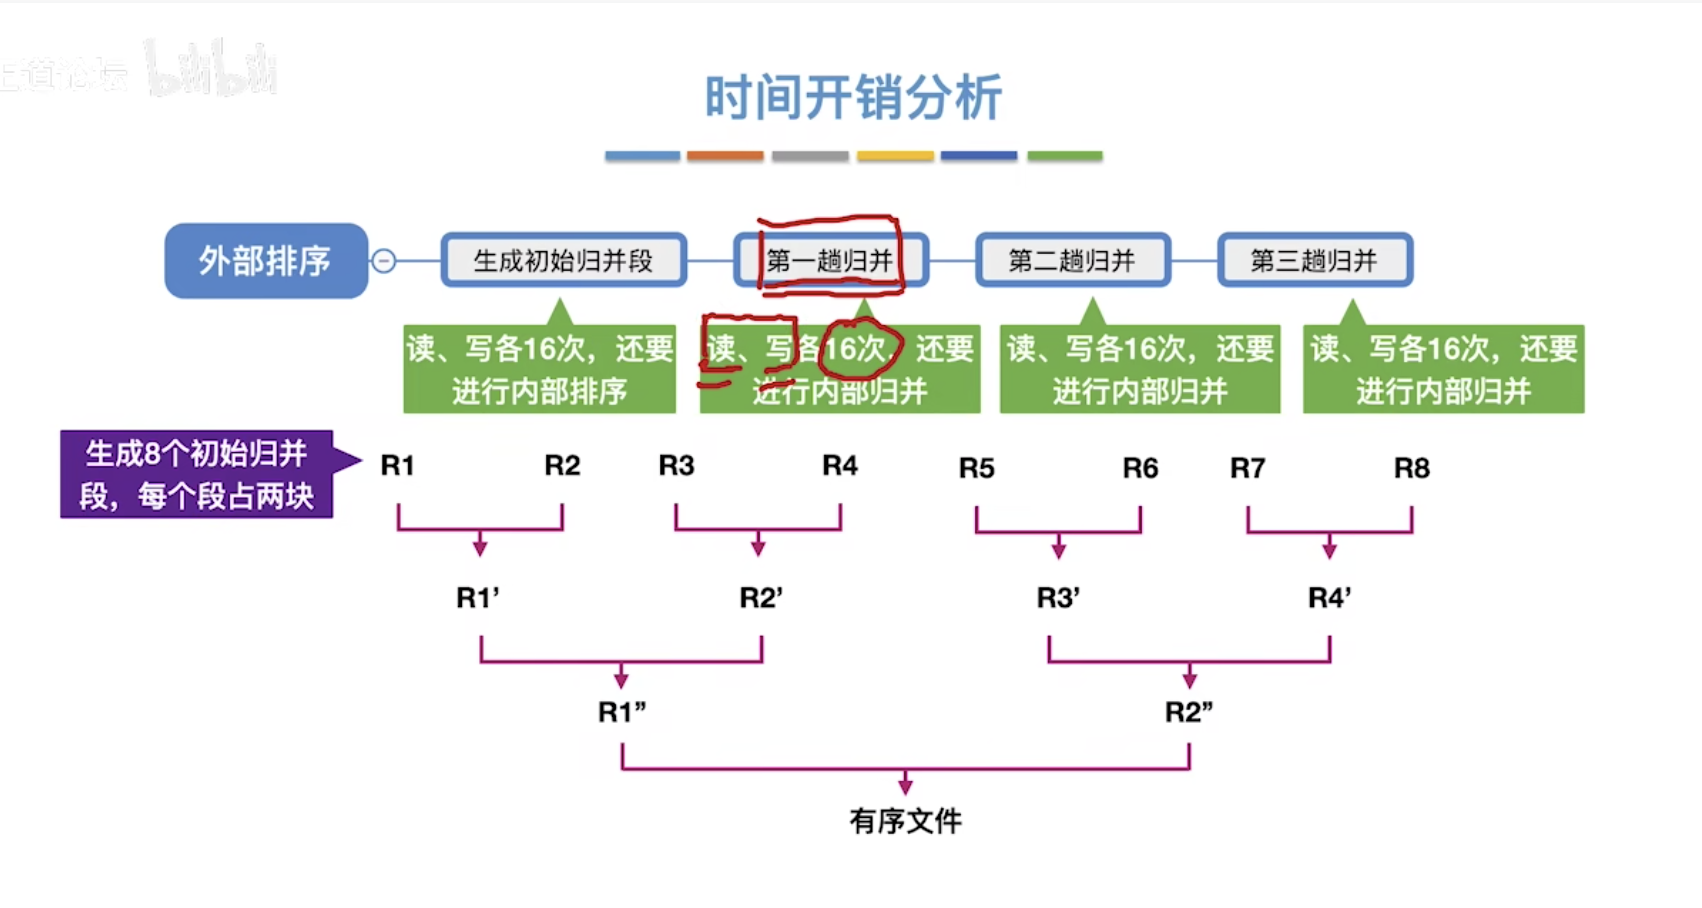 王道论坛 bilibili
时间开销分析
外部排序
生成初始归并段
第一趟归并
第二趟归并
第三趟归并
读、写各16次，还要
进行内部排序
读、写各16次，还要
进行内部归并
读、写各16次，还要
进行内部归并
读、写各16次，还要
进行内部归并
生成8个初始归并
段，每个段占两块
R1 R2 R3 R4 R5 R6 R7 R8
R1’ R2’ R3’ R4’
R1” R2”
有序文件